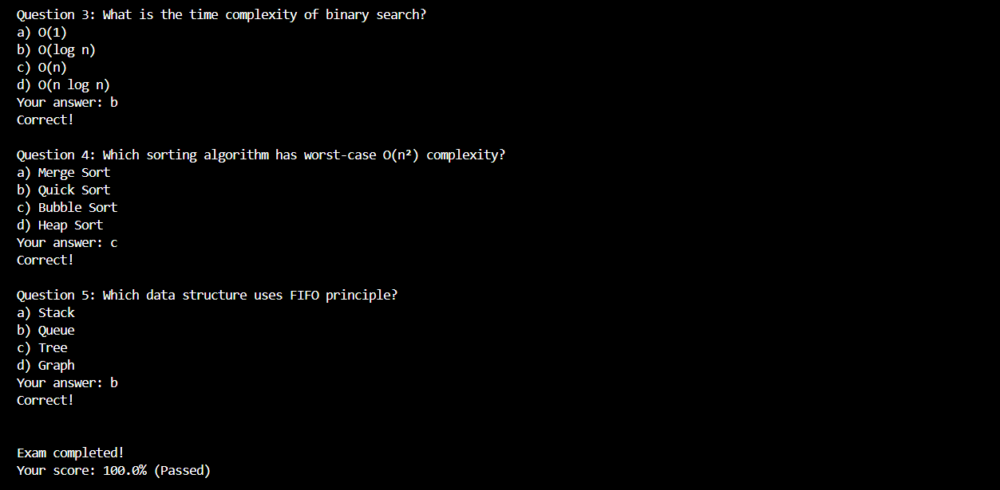 Question 3: What is the time complexity of binary search?
a) O(1)
b) O(log n)
c) O(n)
d) O(n log n)
Your answer: b
Correct!
Question 4: Which sorting algorithm has worst-case O(n²) complexity?
a) Merge Sort
b) Quick Sort
c) Bubble Sort
d) Heap Sort
Your answer: c
Correct!
Question 5: Which data structure uses FIFO principle?
a) Stack
b) Queue
c) Tree
d) Graph
Your answer: b
Correct!
Exam completed!
Your score: 100.0% (Passed)